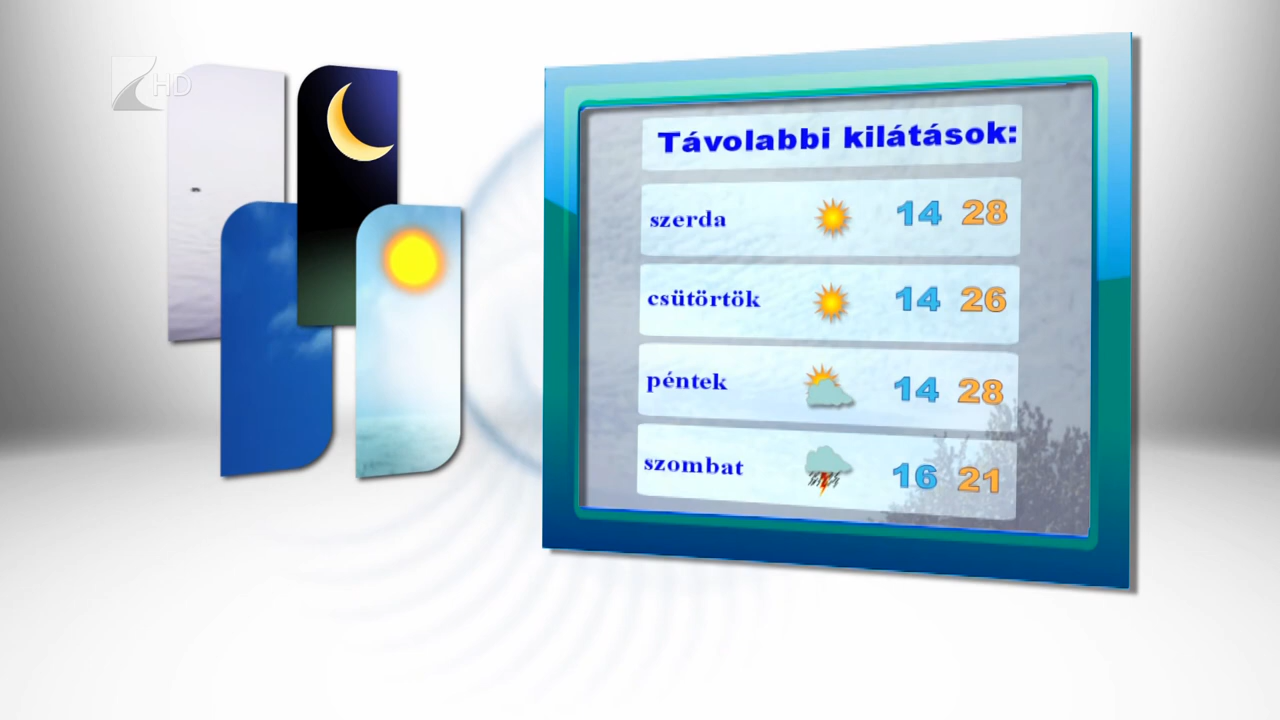 HD
Távolabbi kilátások:
szerda 14 28
csütörtök 14 26
péntek 14 28
szombat 16 21